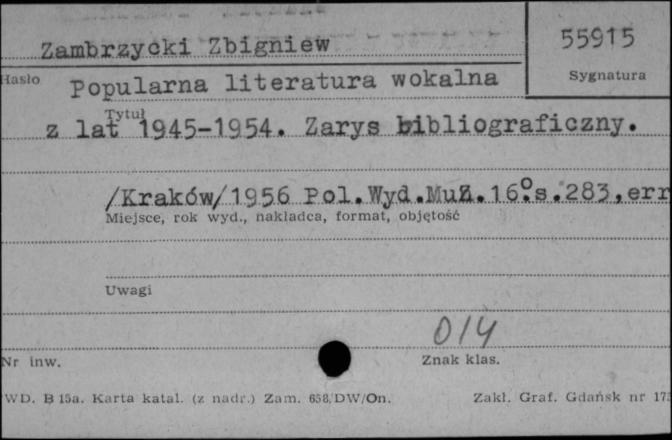 Zambrzycki Zbigniew
55915
Hasło
Sygnatura
Popularna literatura wokalna
Tytuł
z lat 1945-1954. Zarys bibliograficzny.
/Kraków/1956 Pol.Wyd.Muz.16°.s.283,err
Miejsce, rok wyd., nakładca, format, objętość
Uwagi
014
Nr inw.
Znak klas.
WD. B 15a. Karta katal. (z nadr.) Zam. 658/DW/On.
Zakł. Graf. Gdańsk nr 173